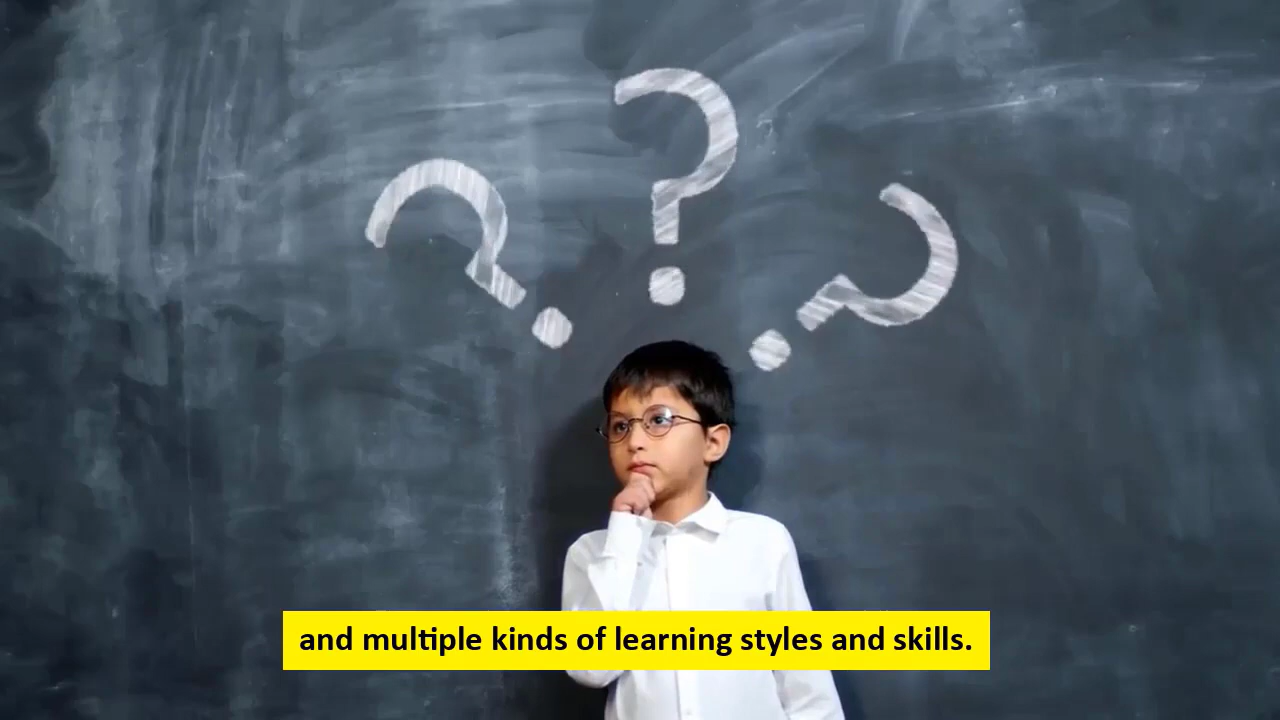 ? ? ?
and multiple kinds of learning styles and skills.